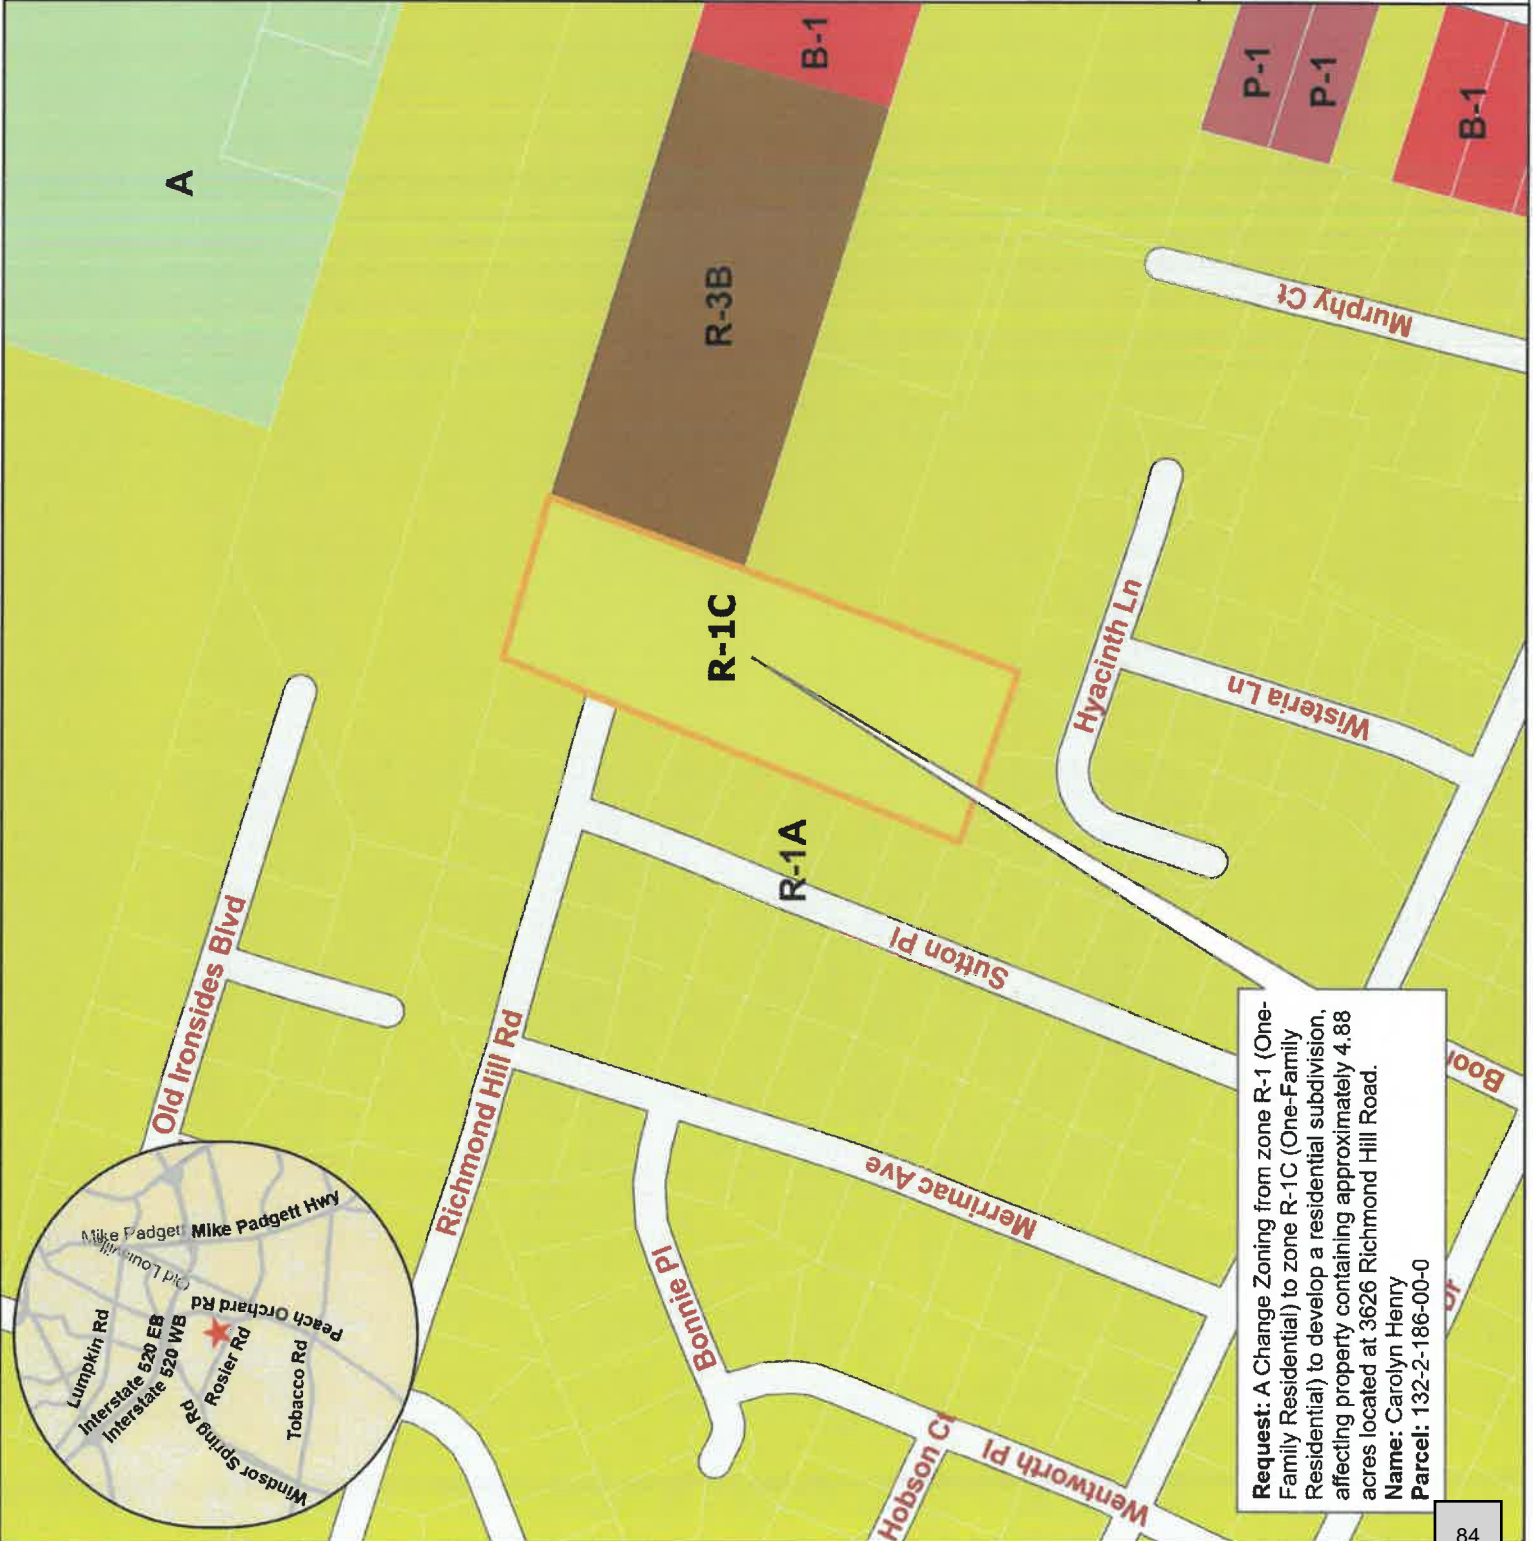 A
B-1
P-1
P-1
B-1
R-3B
R-1C
R-1A
Murphy Ct
Hyacinth Ln
Wisteria Ln
Old Ironsides Blvd
Richmond Hill Rd
Sutton Pl
Merrimac Ave
Bonnie Pl
Hobson Ct
Wentworth Pl
Dr
Mike Padgett
Mike Padgett Hwy
Peach Orchard Rd
Lumpkin Rd
Interstate 520 EB
Interstate 520 WB
Rosier Rd
Windsor Spring Rd
Tobacco Rd
Request: A Change Zoning from zone R-1 (One-
Family Residential) to zone R-1C (One-Family
Residential) to develop a residential subdivision,
affecting property containing approximately 4.88
acres located at 3626 Richmond Hill Road.
Name: Carolyn Henry
Parcel: 132-2-186-00-0
84